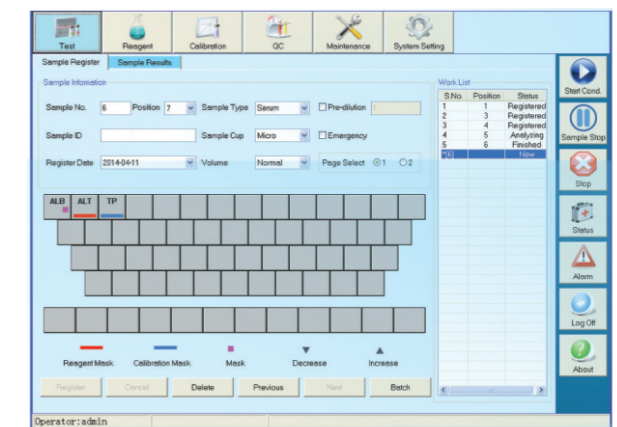 Test Reagent Calibration QC Maintenance System Setting
Sample Register Sample Results
Sample Infomation
Sample No. 6 Position 7 Sample Type Serum Pre-dilution 1
Sample ID Sample Cup Micro Emergency
Register Date 2014-04-11 Volume Normal Page Select 1 2
ALB ALT TP
Reagent Mask Calibration Mask Mask Decrease Increase
Register Cancel Delete Previous Next Batch
Work List
S.No. Position Status
1 1 Registered
2 3 Registered
3 4 Registered
4 5 Analyzing
5 6 Finished
*[6] New
Start Cond.
Sample Stop
Stop
Status
Alarm
Log Off
About
Operator:admin